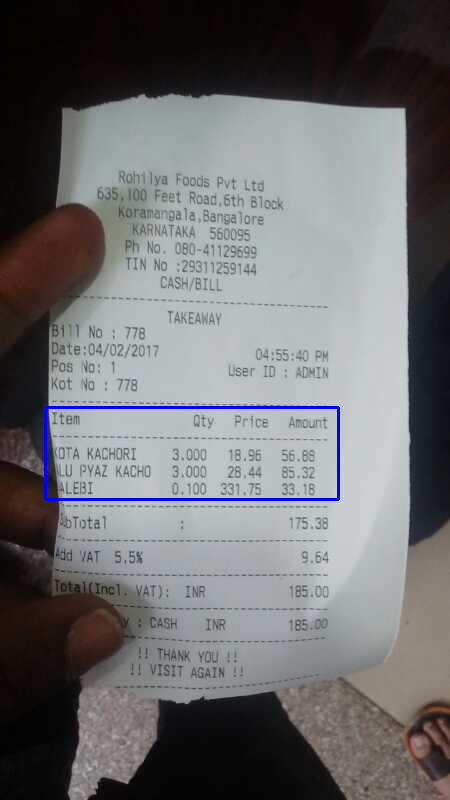 Rohilya Foods Pvt Ltd
635,100 Feet Road,6th Block
Koramangala,Bangalore
KARNATAKA 560095
Ph No. 080-41129699
TIN No :29311259144
CASH/BILL
TAKEAWAY
Bill No : 778
Date:04/02/2017 04:55:40 PM
Pos No: 1 User ID : ADMIN
Kot No : 778
Item Qty Price Amount
KOTA KACHORI 3.000 18.96 56.88
PYAZ KACHO 3.000 28.44 85.32
0.100 331.75 33.18
: 175.38
Add VAT 5.5% 9.64
Total(Incl. VAT): INR 185.00
: CASH INR 185.00
!! THANK YOU !!
!! VISIT AGAIN !!